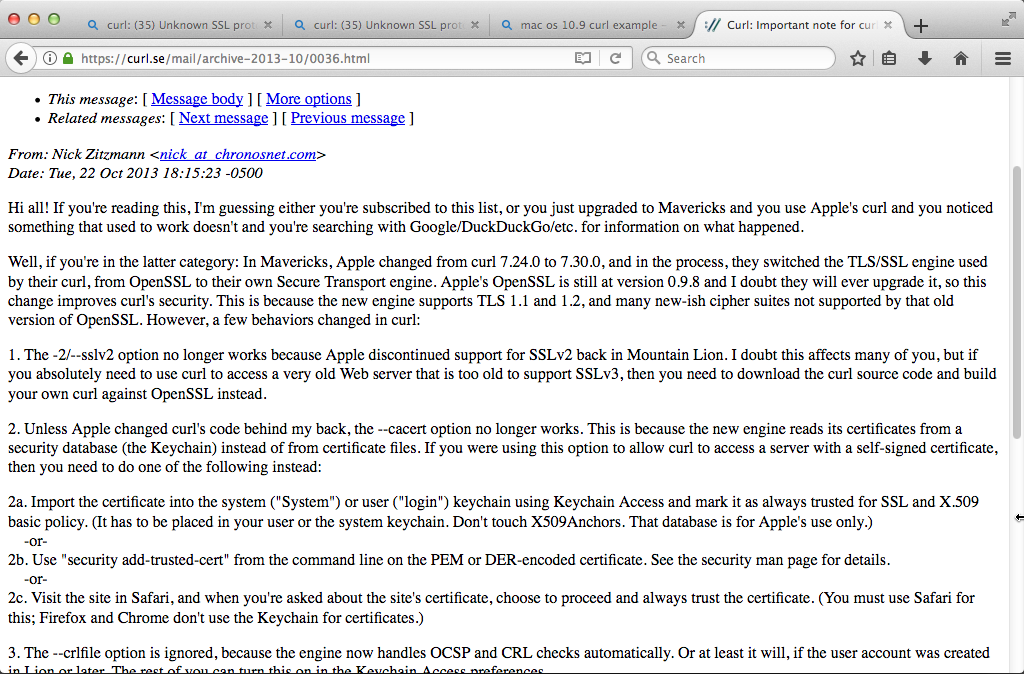 curl: (35) Unknown SSL prot
curl: (35) Unknown SSL prot
mac os 10.9 curl example –
Curl: Important note for cur
https://curl.se/mail/archive-2013-10/0036.html
Search
• This message: [ Message body ] [ More options ]
• Related messages: [ Next message ] [ Previous message ]
From: Nick Zitzmann <nick_at_chronosnet.com>
Date: Tue, 22 Oct 2013 18:15:23 -0500
Hi all! If you're reading this, I'm guessing either you're subscribed to this list, or you just upgraded to Mavericks and you use Apple's curl and you noticed
something that used to work doesn't and you're searching with Google/DuckDuckGo/etc. for information on what happened.
Well, if you're in the latter category: In Mavericks, Apple changed from curl 7.24.0 to 7.30.0, and in the process, they switched the TLS/SSL engine used
by their curl, from OpenSSL to their own Secure Transport engine. Apple's OpenSSL is still at version 0.9.8 and I doubt they will ever upgrade it, so this
change improves curl's security. This is because the new engine supports TLS 1.1 and 1.2, and many new-ish cipher suites not supported by that old
version of OpenSSL. However, a few behaviors changed in curl:
1. The -2/--sslv2 option no longer works because Apple discontinued support for SSLv2 back in Mountain Lion. I doubt this affects many of you, but if
you absolutely need to use curl to access a very old Web server that is too old to support SSLv3, then you need to download the curl source code and build
your own curl against OpenSSL instead.
2. Unless Apple changed curl's code behind my back, the --cacert option no longer works. This is because the new engine reads its certificates from a
security database (the Keychain) instead of from certificate files. If you were using this option to allow curl to access a server with a self-signed certificate,
then you need to do one of the following instead:
2a. Import the certificate into the system ("System") or user ("login") keychain using Keychain Access and mark it as always trusted for SSL and X.509
basic policy. (It has to be placed in your user or the system keychain. Don't touch X509Anchors. That database is for Apple's use only.)
-or-
2b. Use "security add-trusted-cert" from the command line on the PEM or DER-encoded certificate. See the security man page for details.
-or-
2c. Visit the site in Safari, and when you're asked about the site's certificate, choose to proceed and always trust the certificate. (You must use Safari for
this; Firefox and Chrome don't use the Keychain for certificates.)
3. The --crlfile option is ignored, because the engine now handles OCSP and CRL checks automatically. Or at least it will, if the user account was created
in Lion or later. The rest of you can turn this on in the Keychain Access preferences.